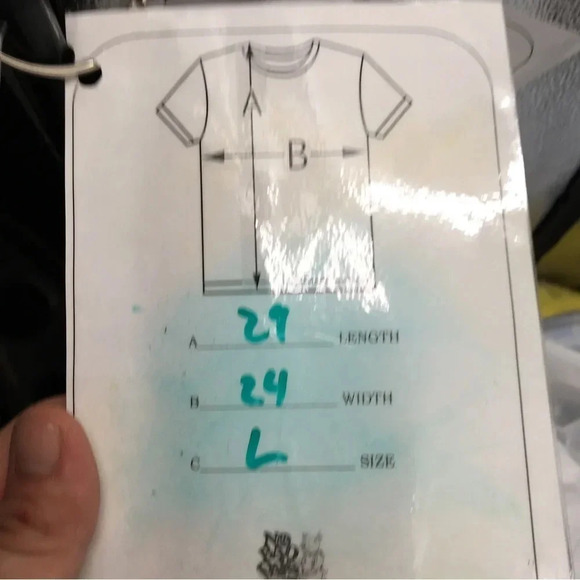 A
B
A 29 LENGTH
B 24 WIDTH
C L SIZE